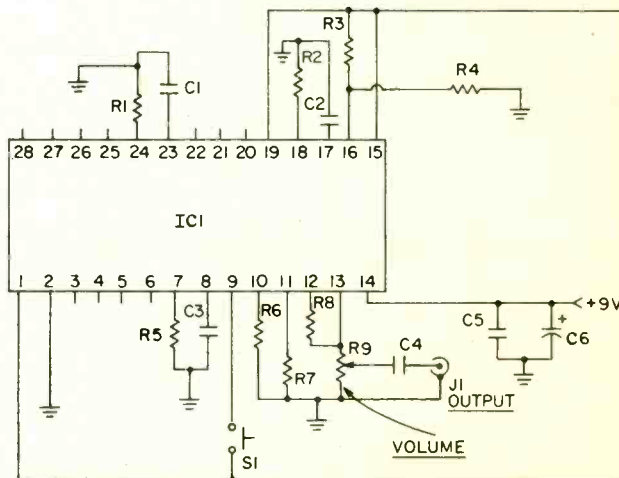 R3
R2
R4
C1
R1
C2
28 27 26 25 24 23 22 21 20 19 18 17 16 15
IC1
1 2 3 4 5 6 7 8 9 10 11 12 13 14
R5
C3
R6
R7
R8
R9
C4
C5
+
C6
+9V
J1
OUTPUT
VOLUME
S1